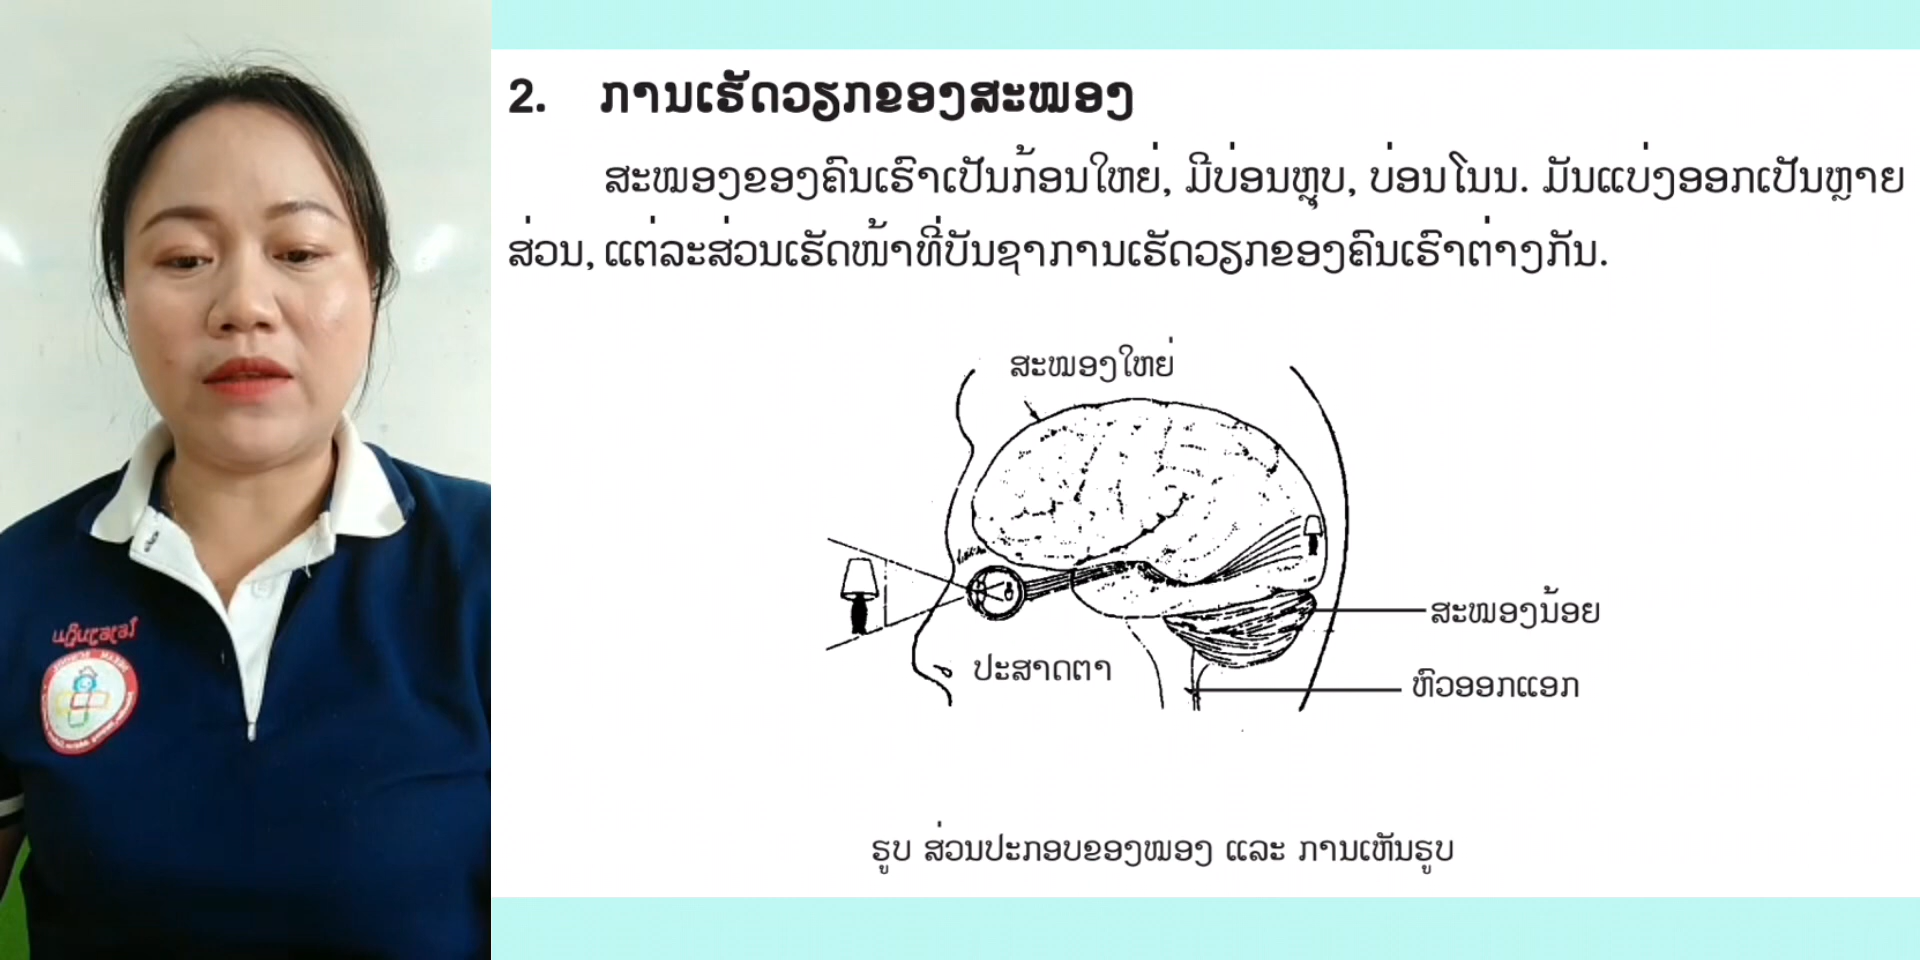 2. ການເຮັດວຽກຂອງສະໝອງ
ສະໝອງຂອງຄົນເຮົາເປັນກ້ອນໃຫຍ່, ມີບ່ອນຫຼຸບ, ບ່ອນໂນນ. ມັນແບ່ງອອກເປັນຫຼາຍ
ສ່ວນ, ແຕ່ລະສ່ວນເຮັດໜ້າທີ່ບັນຊາການເຮັດວຽກຂອງຄົນເຮົາຕ່າງກັນ.
ສະໝອງໃຫຍ່
ສະໝອງນ້ອຍ
ປະສາດຕາ
ຫົວອອກແອກ
ຮູບ ສ່ວນປະກອບຂອງໝອງ ແລະ ການເຫັນຮູບ